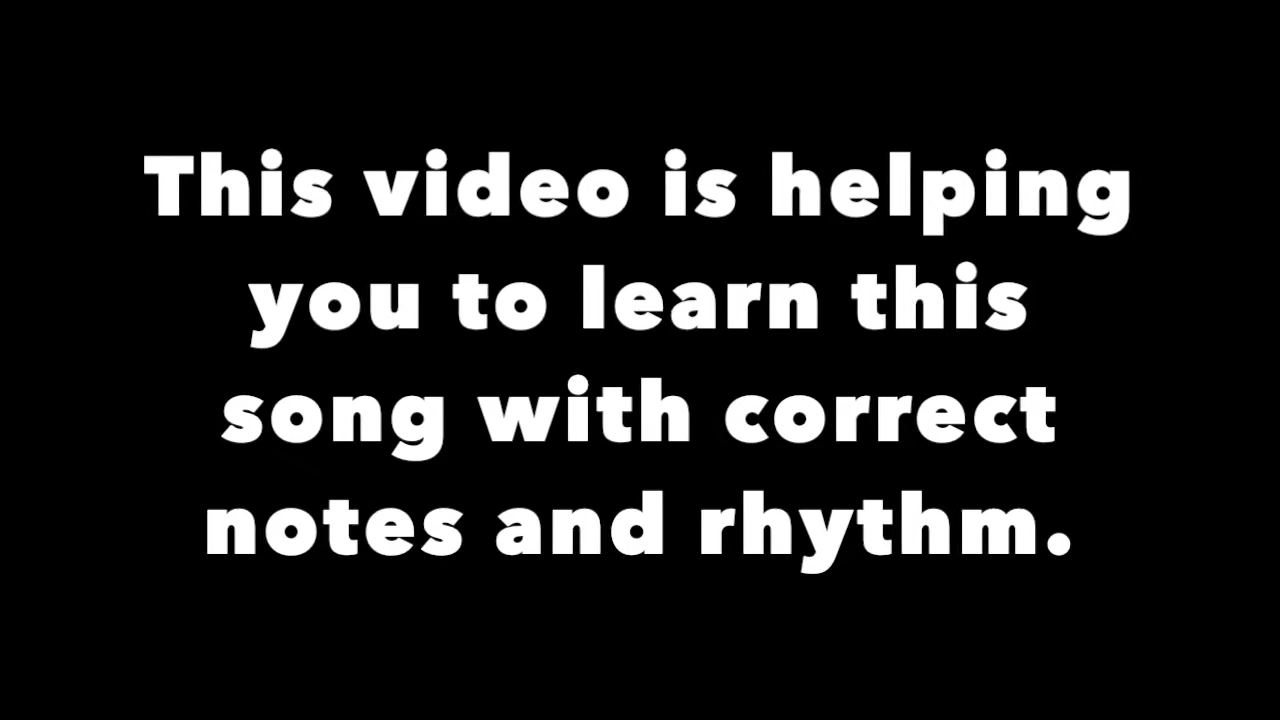 This video is helping
you to learn this
song with correct
notes and rhythm.